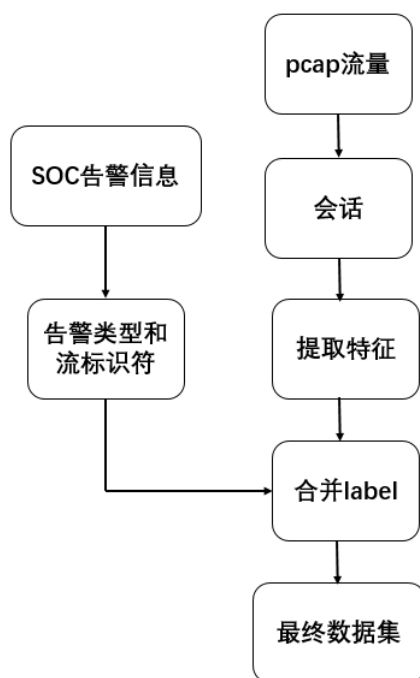 pcap流量
SOC告警信息
会话
告警类型和
流标识符
提取特征
合并label
最终数据集